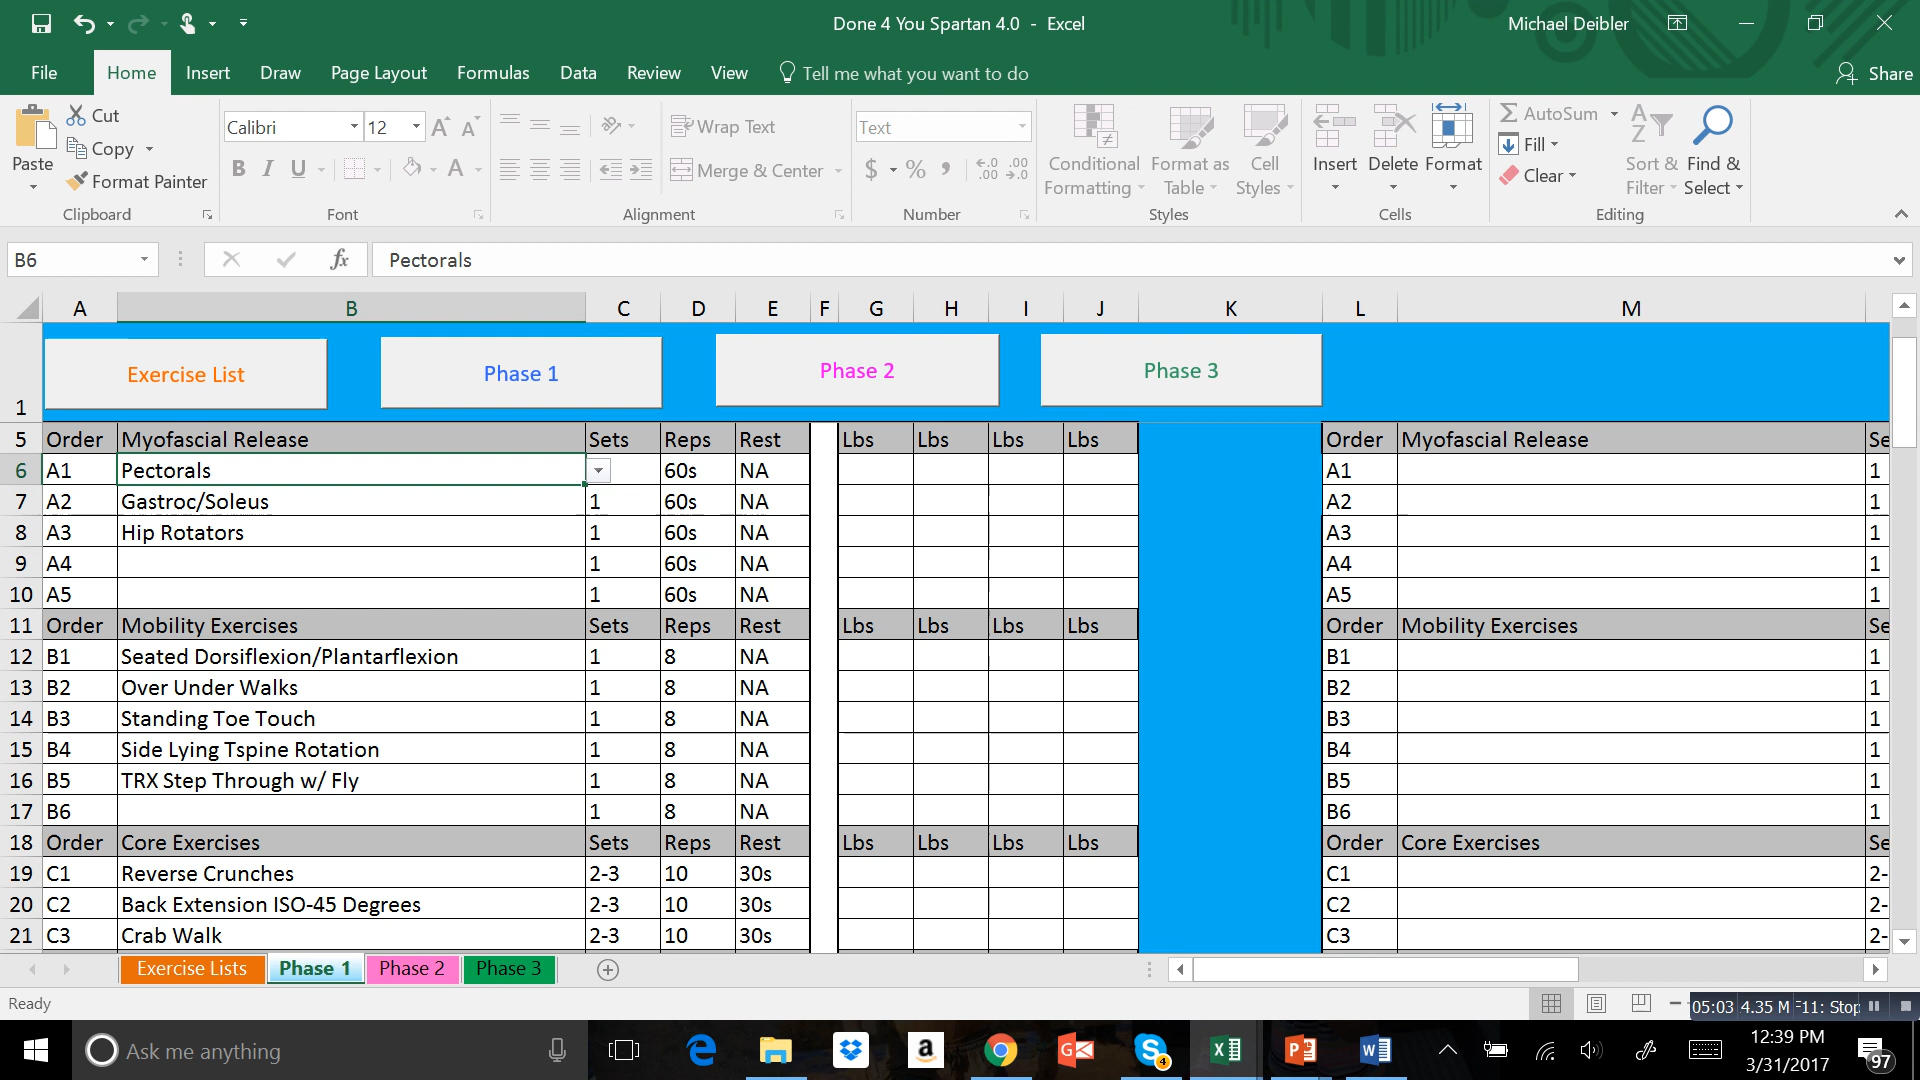 Done 4 You Spartan 4.0 - Excel Michael Deibler
File Home Insert Draw Page Layout Formulas Data Review View Tell me what you want to do Share
Paste Cut Copy Format Painter Clipboard
Calibri 12 B I U A Font
Wrap Text Merge & Center Alignment
Text $ % , Number
Conditional Formatting Format as Table Cell Styles Styles
Insert Delete Format Cells
AutoSum Fill Clear Sort & Filter Find & Select Editing
B6 fx Pectorals
A B C D E F G H I J K L M
1 Exercise List Phase 1 Phase 2 Phase 3
5 Order Myofascial Release Sets Reps Rest Lbs Lbs Lbs Lbs Order Myofascial Release Se
6 A1 Pectorals 60s NA A1 1
7 A2 Gastroc/Soleus 1 60s NA A2 1
8 A3 Hip Rotators 1 60s NA A3 1
9 A4 1 60s NA A4 1
10 A5 1 60s NA A5 1
11 Order Mobility Exercises Sets Reps Rest Lbs Lbs Lbs Lbs Order Mobility Exercises Se
12 B1 Seated Dorsiflexion/Plantarflexion 1 8 NA B1 1
13 B2 Over Under Walks 1 8 NA B2 1
14 B3 Standing Toe Touch 1 8 NA B3 1
15 B4 Side Lying Tspine Rotation 1 8 NA B4 1
16 B5 TRX Step Through w/ Fly 1 8 NA B5 1
17 B6 1 8 NA B6 1
18 Order Core Exercises Sets Reps Rest Lbs Lbs Lbs Lbs Order Core Exercises Se
19 C1 Reverse Crunches 2-3 10 30s C1 2-
20 C2 Back Extension ISO-45 Degrees 2-3 10 30s C2 2-
21 C3 Crab Walk 2-3 10 30s C3 2-
Exercise Lists Phase 1 Phase 2 Phase 3
Ready 05:03 4.35 M F11: Stop
Ask me anything 4 12:39 PM
3/31/2017 97